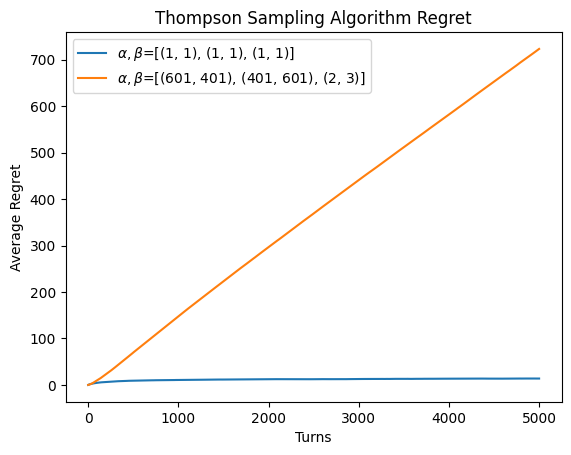 Thompson Sampling Algorithm Regret
α, β=[(1, 1), (1, 1), (1, 1)]
α, β=[(601, 401), (401, 601), (2, 3)]
Average Regret
700
600
500
400
300
200
100
0
0 1000 2000 3000 4000 5000
Turns